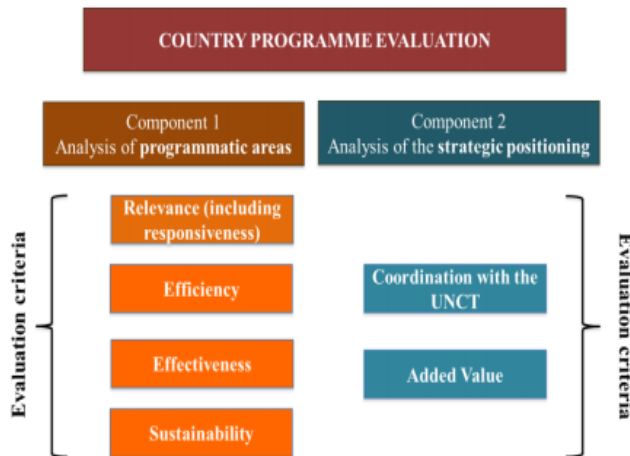 COUNTRY PROGRAMME EVALUATION
Component 1
Analysis of programmatic areas
Component 2
Analysis of the strategic positioning
Evaluation criteria
Relevance (including
responsiveness)
Efficiency
Effectiveness
Sustainability
Coordination with the
UNCT
Added Value
Evaluation criteria